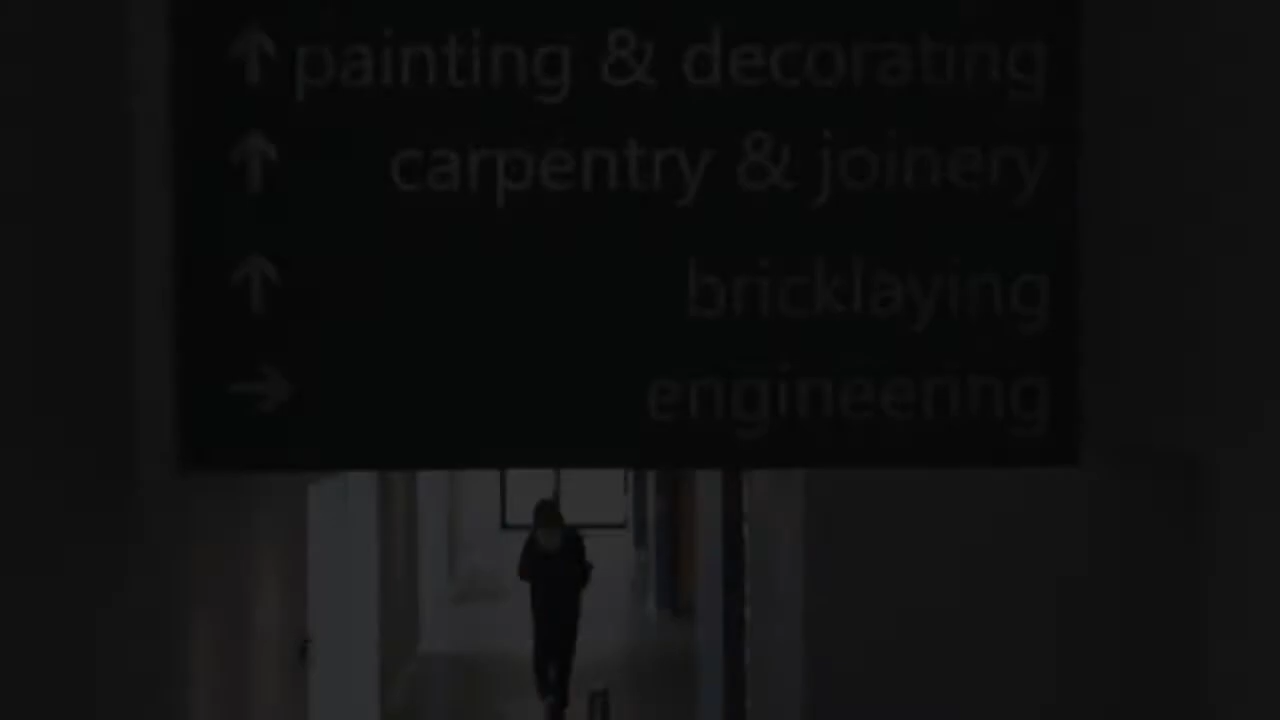 ↑ painting & decorating
↑ carpentry & joinery
↑ bricklaying
→ engineering